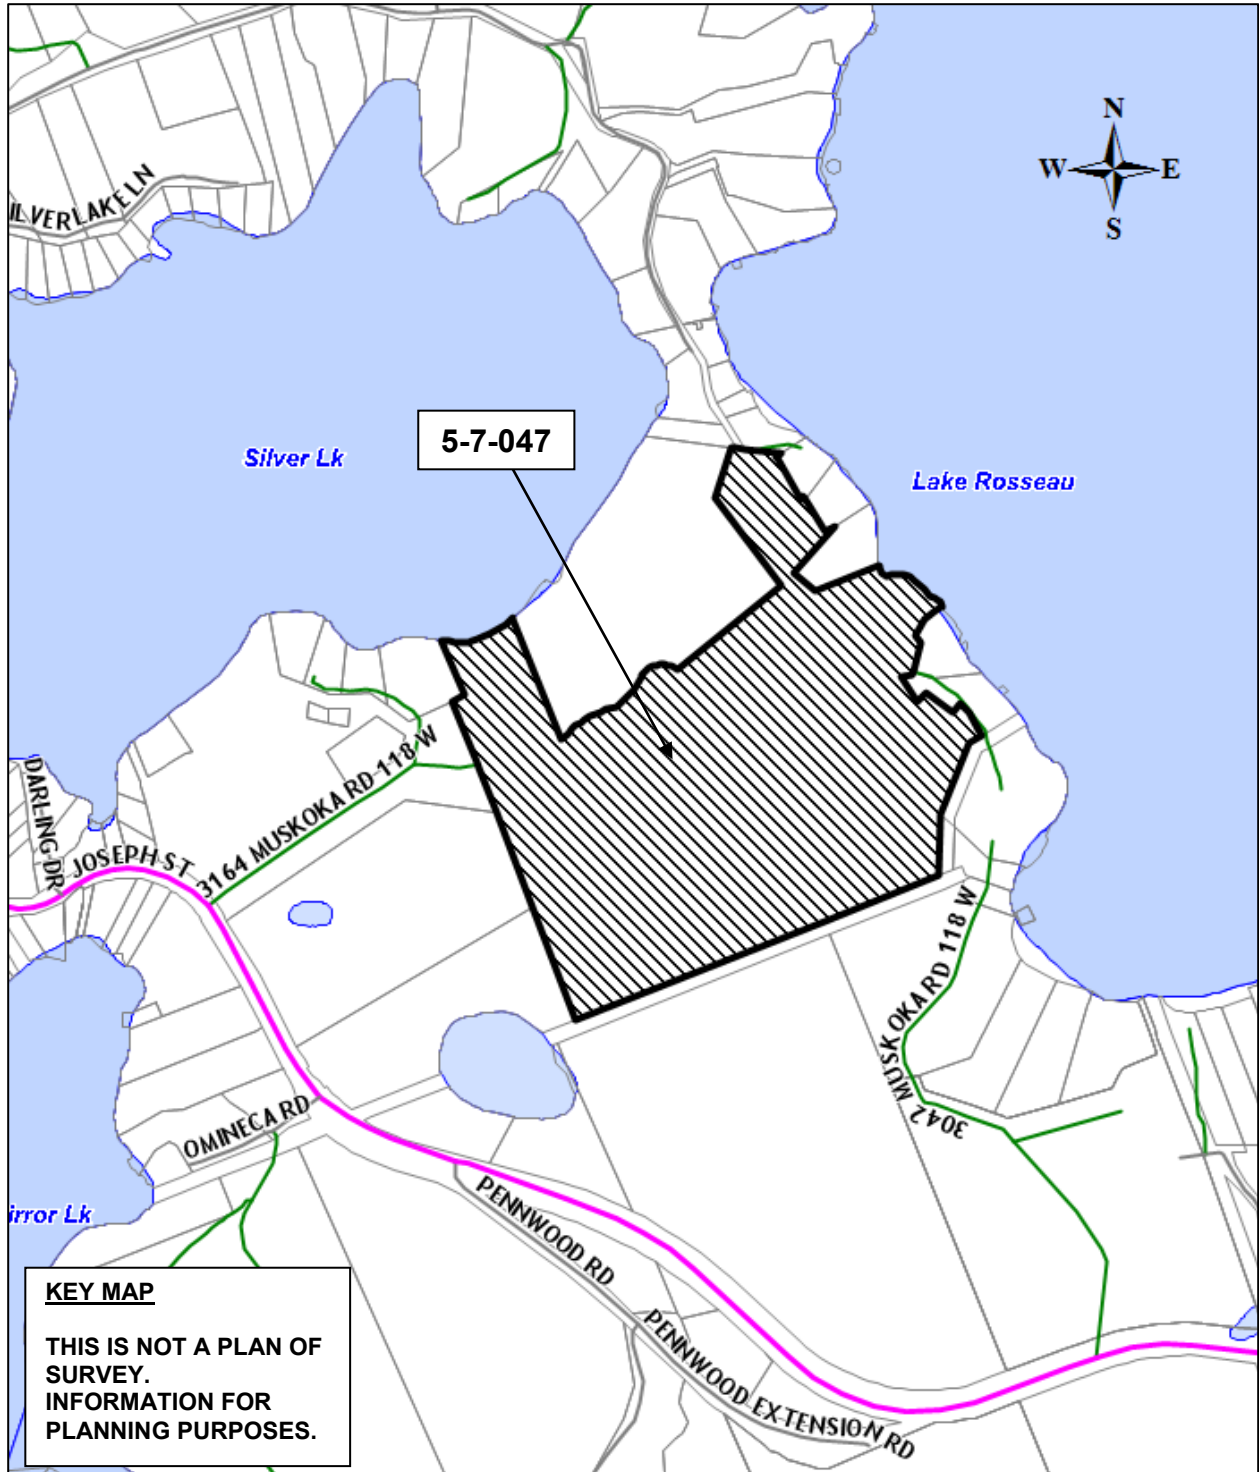 N
W E
S
ILVERLAKE LN
5-7-047
Silver Lk
Lake Rosseau
3164 MUSKOKA RD 118 W
DARLING DR
JOSEPH ST
3042 MUSKOKA RD 118 W
OMINECA RD
PENNWOOD RD
irror Lk
PENNWOOD EXTENSION RD
KEY MAP
THIS IS NOT A PLAN OF
SURVEY.
INFORMATION FOR
PLANNING PURPOSES.